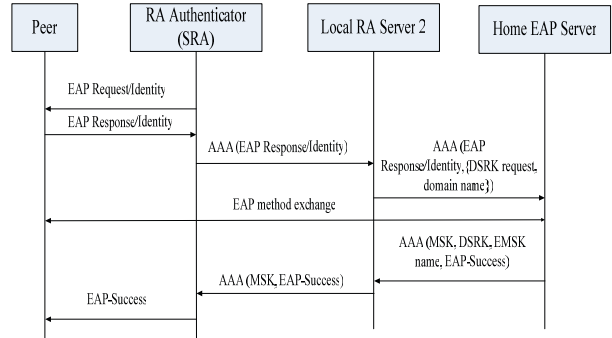 Peer
RA Authenticator
(SRA)
Local RA Server 2
Home EAP Server
EAP Request/Identity
EAP Response/Identity
AAA (EAP Response/Identity)
AAA (EAP
Response/Identity, {DSRK request,
domain name})
EAP method exchange
AAA (MSK, DSRK, EMSK
name, EAP-Success)
AAA (MSK, EAP-Success)
EAP-Success